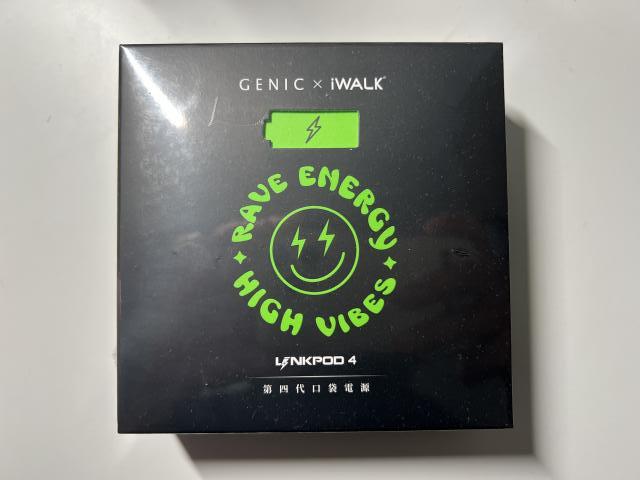 GENIC × iWALK
RAVE ENERGY
HIGH VIBES
LINKPOD 4
第四代口袋電源